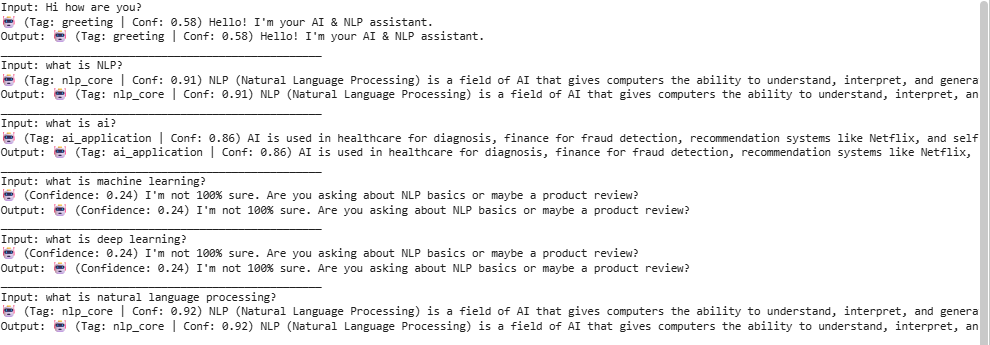 Input: Hi how are you?
🤖 (Tag: greeting | Conf: 0.58) Hello! I'm your AI & NLP assistant.
Output: 🤖 (Tag: greeting | Conf: 0.58) Hello! I'm your AI & NLP assistant.
_________________________________________________
Input: what is NLP?
🤖 (Tag: nlp_core | Conf: 0.91) NLP (Natural Language Processing) is a field of AI that gives computers the ability to understand, interpret, and genera
Output: 🤖 (Tag: nlp_core | Conf: 0.91) NLP (Natural Language Processing) is a field of AI that gives computers the ability to understand, interpret, an
_________________________________________________
Input: what is ai?
🤖 (Tag: ai_application | Conf: 0.86) AI is used in healthcare for diagnosis, finance for fraud detection, recommendation systems like Netflix, and self
Output: 🤖 (Tag: ai_application | Conf: 0.86) AI is used in healthcare for diagnosis, finance for fraud detection, recommendation systems like Netflix,
_________________________________________________
Input: what is machine learning?
🤖 (Confidence: 0.24) I'm not 100% sure. Are you asking about NLP basics or maybe a product review?
Output: 🤖 (Confidence: 0.24) I'm not 100% sure. Are you asking about NLP basics or maybe a product review?
_________________________________________________
Input: what is deep learning?
🤖 (Confidence: 0.24) I'm not 100% sure. Are you asking about NLP basics or maybe a product review?
Output: 🤖 (Confidence: 0.24) I'm not 100% sure. Are you asking about NLP basics or maybe a product review?
_________________________________________________
Input: what is natural language processing?
🤖 (Tag: nlp_core | Conf: 0.92) NLP (Natural Language Processing) is a field of AI that gives computers the ability to understand, interpret, and genera
Output: 🤖 (Tag: nlp_core | Conf: 0.92) NLP (Natural Language Processing) is a field of AI that gives computers the ability to understand, interpret, an